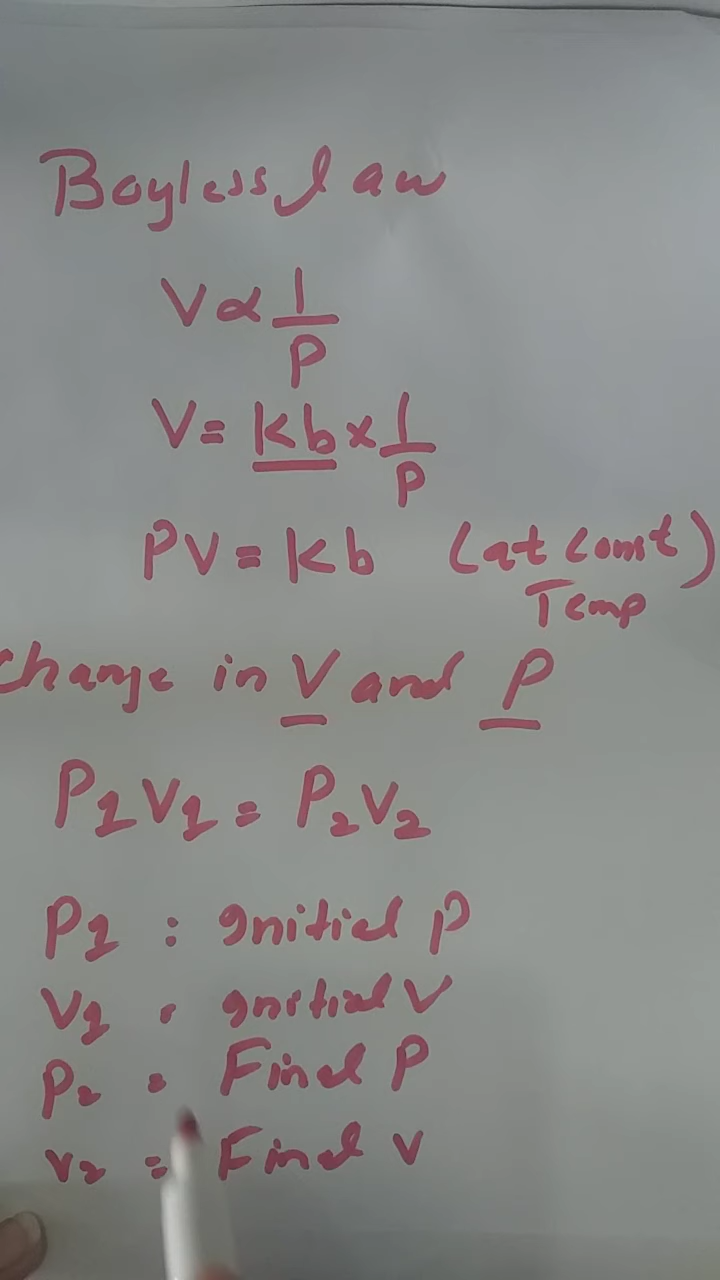 Boyless law
V ∝ 1/P
V = kb × 1/P
PV = kb (at const)
Temp
change in V and P
P1V1 = P2V2
P1 : initial P
V1 : initial V
P2 = Final P
V2 = Final V